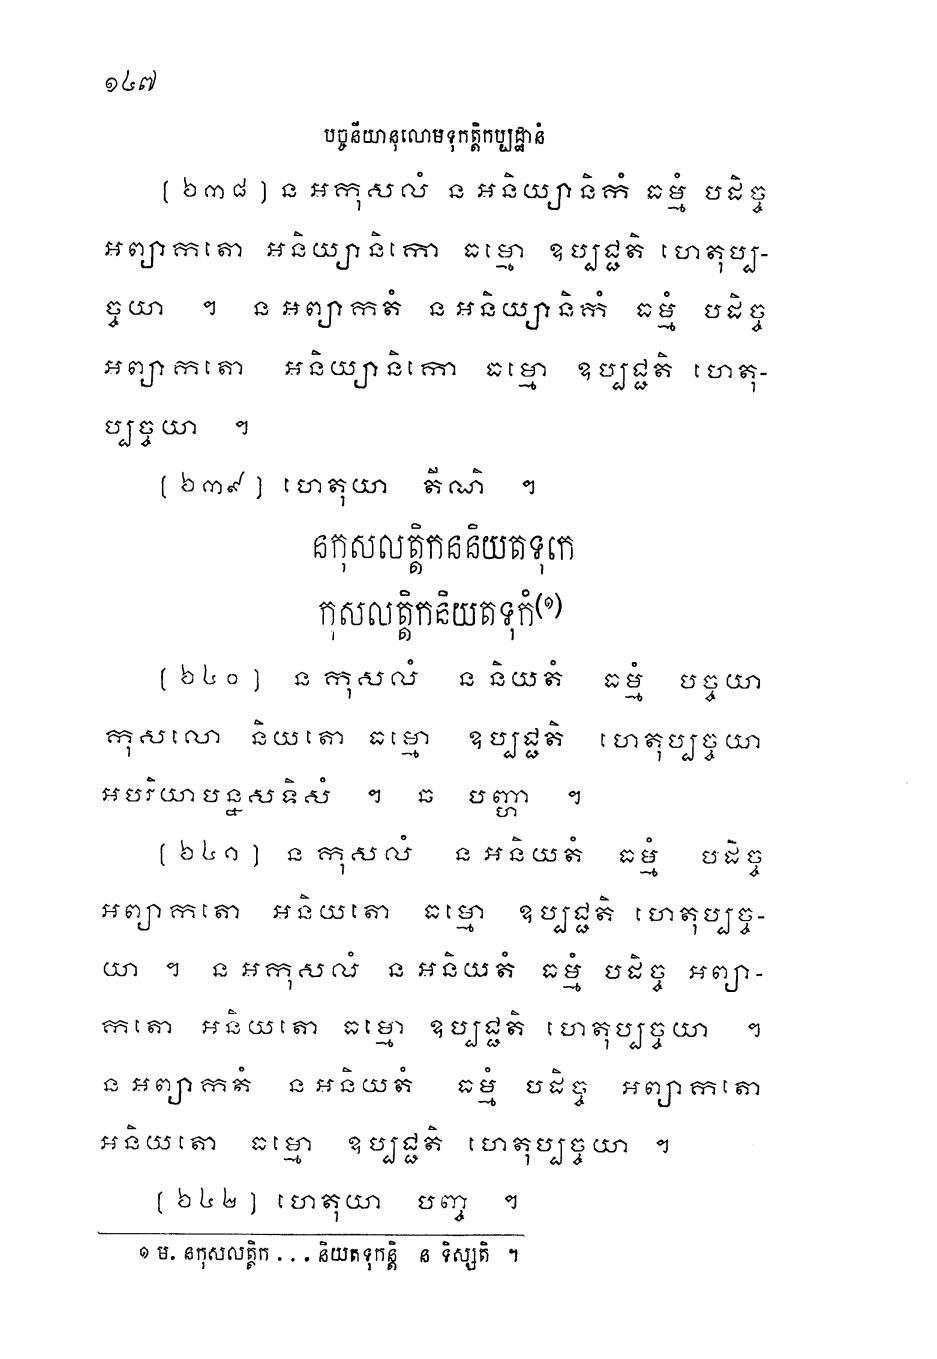 ១៤៧
បច្ចនីយានុលោមទុកត្តិកប្បដ្ឋានំ
(៦៣៨) ន អកុសលំ ន អនិយ្យានិកំ ធម្មំ បដិច្ច
អព្យាកតោ អនិយ្យានិកោ ធម្មោ ឧប្បជ្ជតិ ហេតុប្ប-
ច្ចយា ។ ន អព្យាកតំ ន អនិយ្យានិកំ ធម្មំ បដិច្ច
អព្យាកតោ អនិយ្យានិកោ ធម្មោ ឧប្បជ្ជតិ ហេតុ-
ប្បច្ចយា ។
(៦៣៩) ហេតុយា តីណិ ។
នកុសលត្តិកននិយតទុកេ
កុសលត្តិកនិយតទុកំ(១)
(៦៤០) ន កុសលំ ន និយតំ ធម្មំ បច្ចយា
កុសលោ និយតោ ធម្មោ ឧប្បជ្ជតិ ហេតុប្បច្ចយា
អបរិយាបន្នសទិសំ ។ ឆ បញ្ហា ។
(៦៤១) ន កុសលំ ន អនិយតំ ធម្មំ បដិច្ច
អព្យាកតោ អនិយតោ ធម្មោ ឧប្បជ្ជតិ ហេតុប្បច្ច-
យា ។ ន អកុសលំ ន អនិយតំ ធម្មំ បដិច្ច អព្យា-
កតោ អនិយតោ ធម្មោ ឧប្បជ្ជតិ ហេតុប្បច្ចយា ។
ន អព្យាកតំ ន អនិយតំ ធម្មំ បដិច្ច អព្យាកតោ
អនិយតោ ធម្មោ ឧប្បជ្ជតិ ហេតុប្បច្ចយា ។
(៦៤២) ហេតុយា បញ្ច ។
១ ម. នកុសលត្តិក . . . និយតទុកន្តិ ន ទិស្សតិ ។